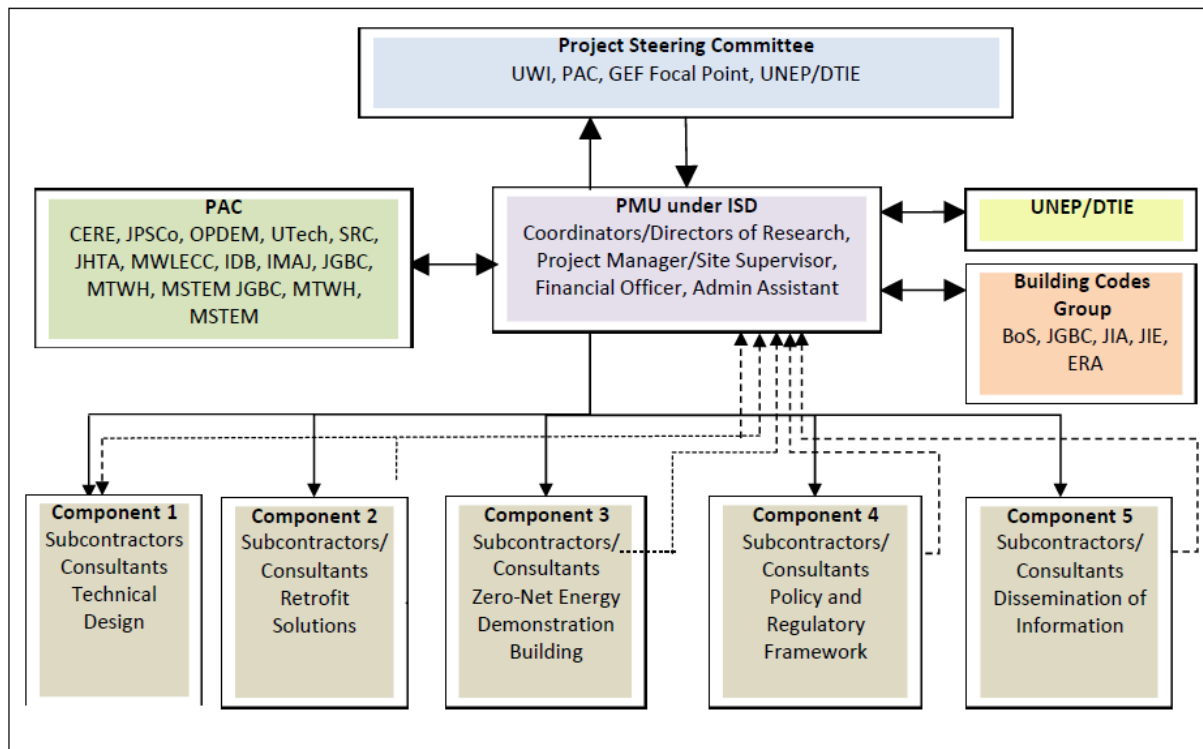 Project Steering Committee
UWI, PAC, GEF Focal Point, UNEP/DTIE
PAC
CERE, JPSCo, OPDEM, UTech, SRC,
JHTA, MWLECC, IDB, IMAJ, JGBC,
MTWH, MSTEM JGBC, MTWH,
MSTEM
PMU under ISD
Coordinators/Directors of Research,
Project Manager/Site Supervisor,
Financial Officer, Admin Assistant
UNEP/DTIE
Building Codes
Group
BoS, JGBC, JIA, JIE,
ERA
Component 1
Subcontractors
Consultants
Technical
Design
Component 2
Subcontractors/
Consultants
Retrofit
Solutions
Component 3
Subcontractors/
Consultants
Zero-Net Energy
Demonstration
Building
Component 4
Subcontractors/
Consultants
Policy and
Regulatory
Framework
Component 5
Subcontractors/
Consultants
Dissemination of
Information